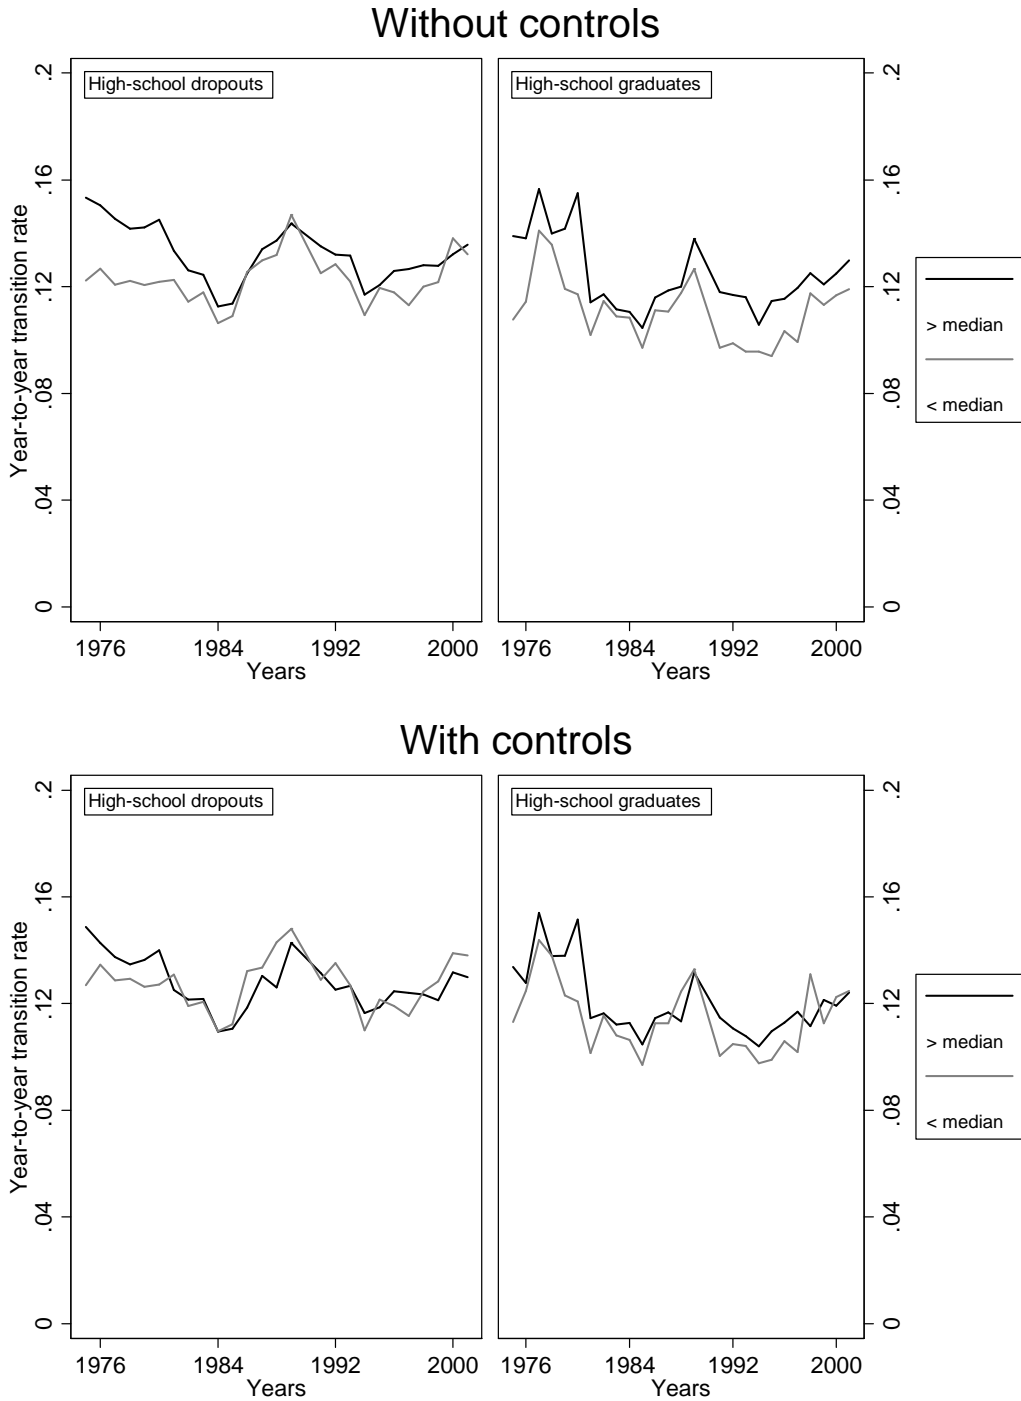 Without controls
High-school dropouts
High-school graduates
Year-to-year transition rate
.2
.16
.12
.08
.04
0
.2
.16
.12
.08
.04
0
> median
< median
1976 1984 1992 2000
1976 1984 1992 2000
Years
Years
With controls
High-school dropouts
High-school graduates
Year-to-year transition rate
.2
.16
.12
.08
.04
0
.2
.16
.12
.08
.04
0
> median
< median
1976 1984 1992 2000
1976 1984 1992 2000
Years
Years